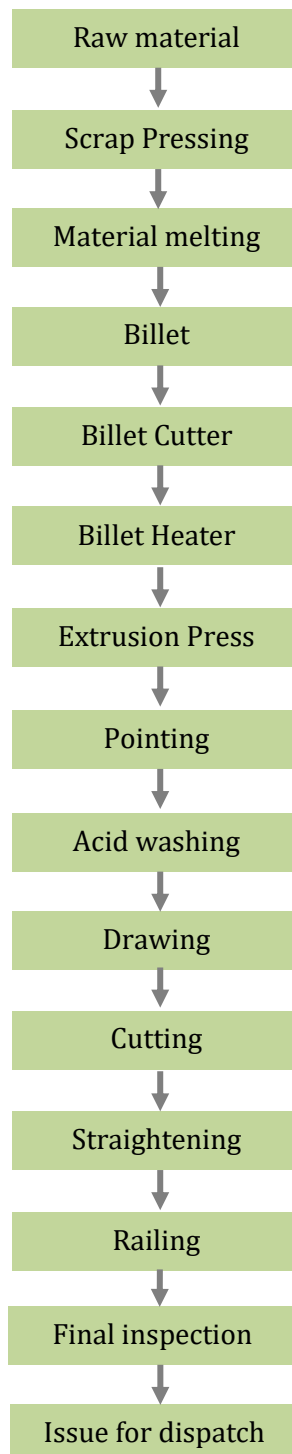 Raw material
Scrap Pressing
Material melting
Billet
Billet Cutter
Billet Heater
Extrusion Press
Pointing
Acid washing
Drawing
Cutting
Straightening
Railing
Final inspection
Issue for dispatch